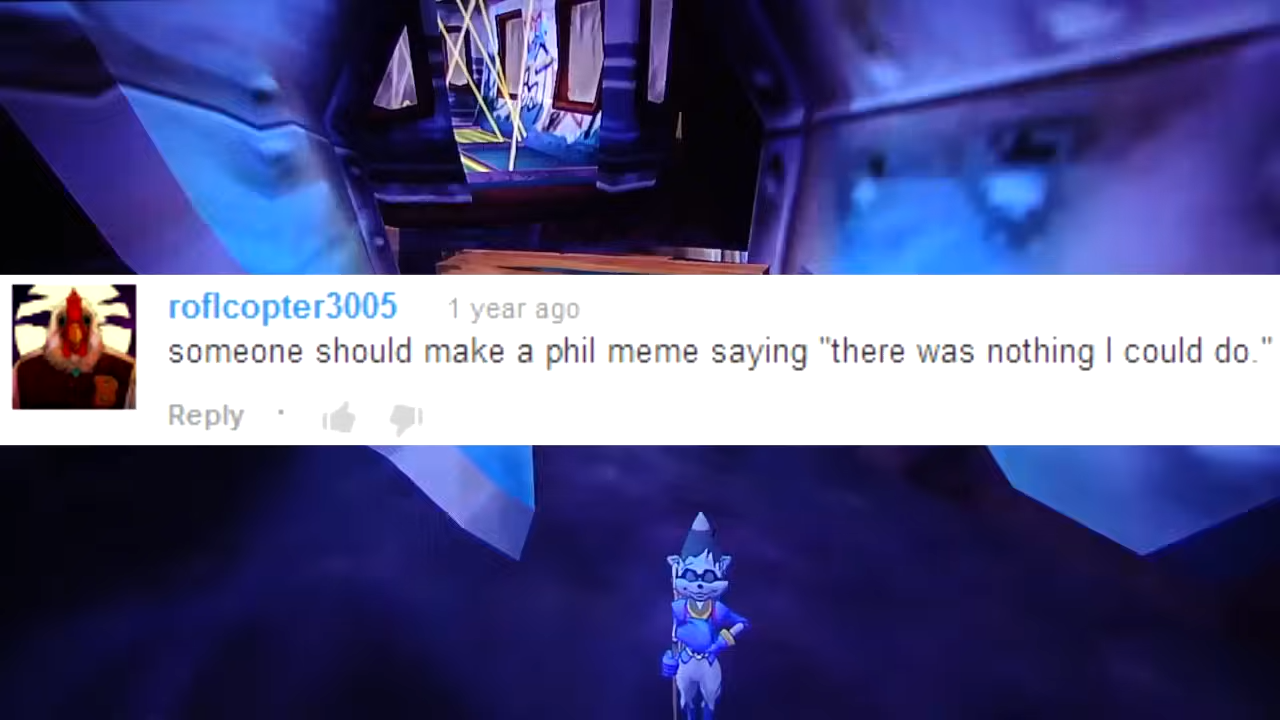 roflcopter3005 1 year ago
someone should make a phil meme saying "there was nothing I could do."
Reply ·